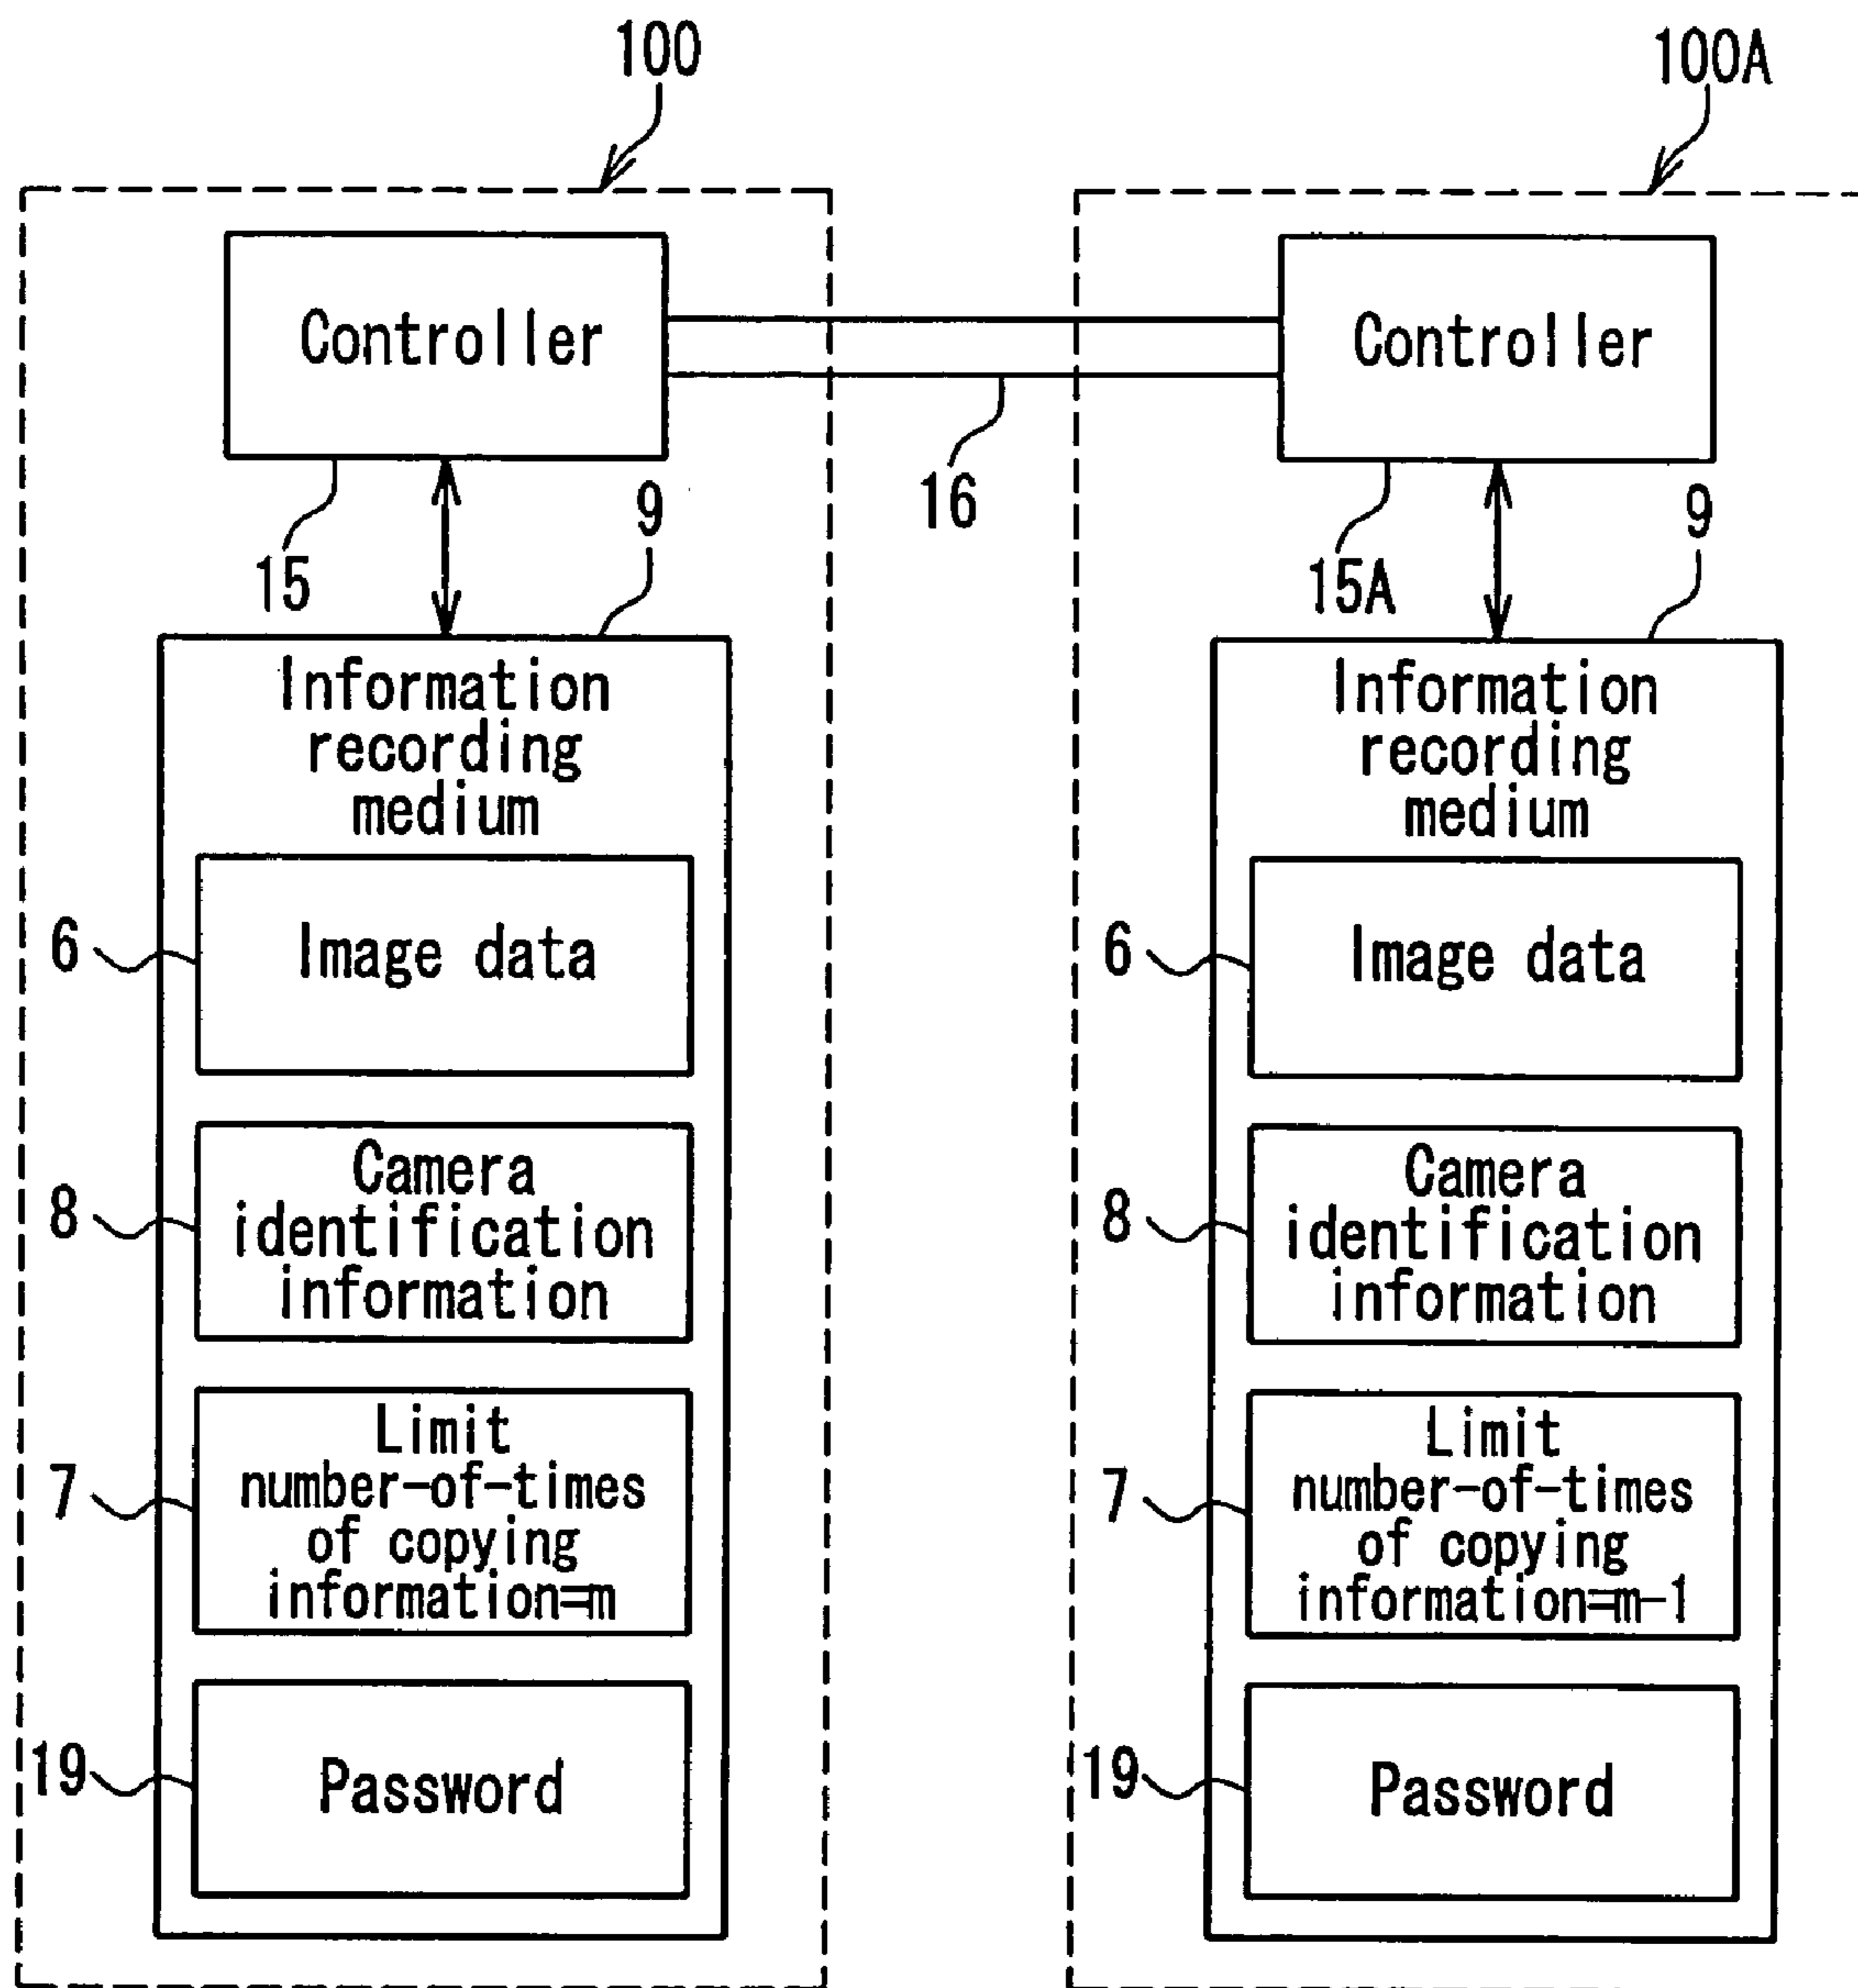 100
100A
Controller
Controller
15
9
16
15A
9
Information
recording
medium
6
Image data
8
Camera
identification
information
7
Limit
number-of-times
of copying
information=m
19
Password
Information
recording
medium
6
Image data
8
Camera
identification
information
7
Limit
number-of-times
of copying
information=m-1
19
Password